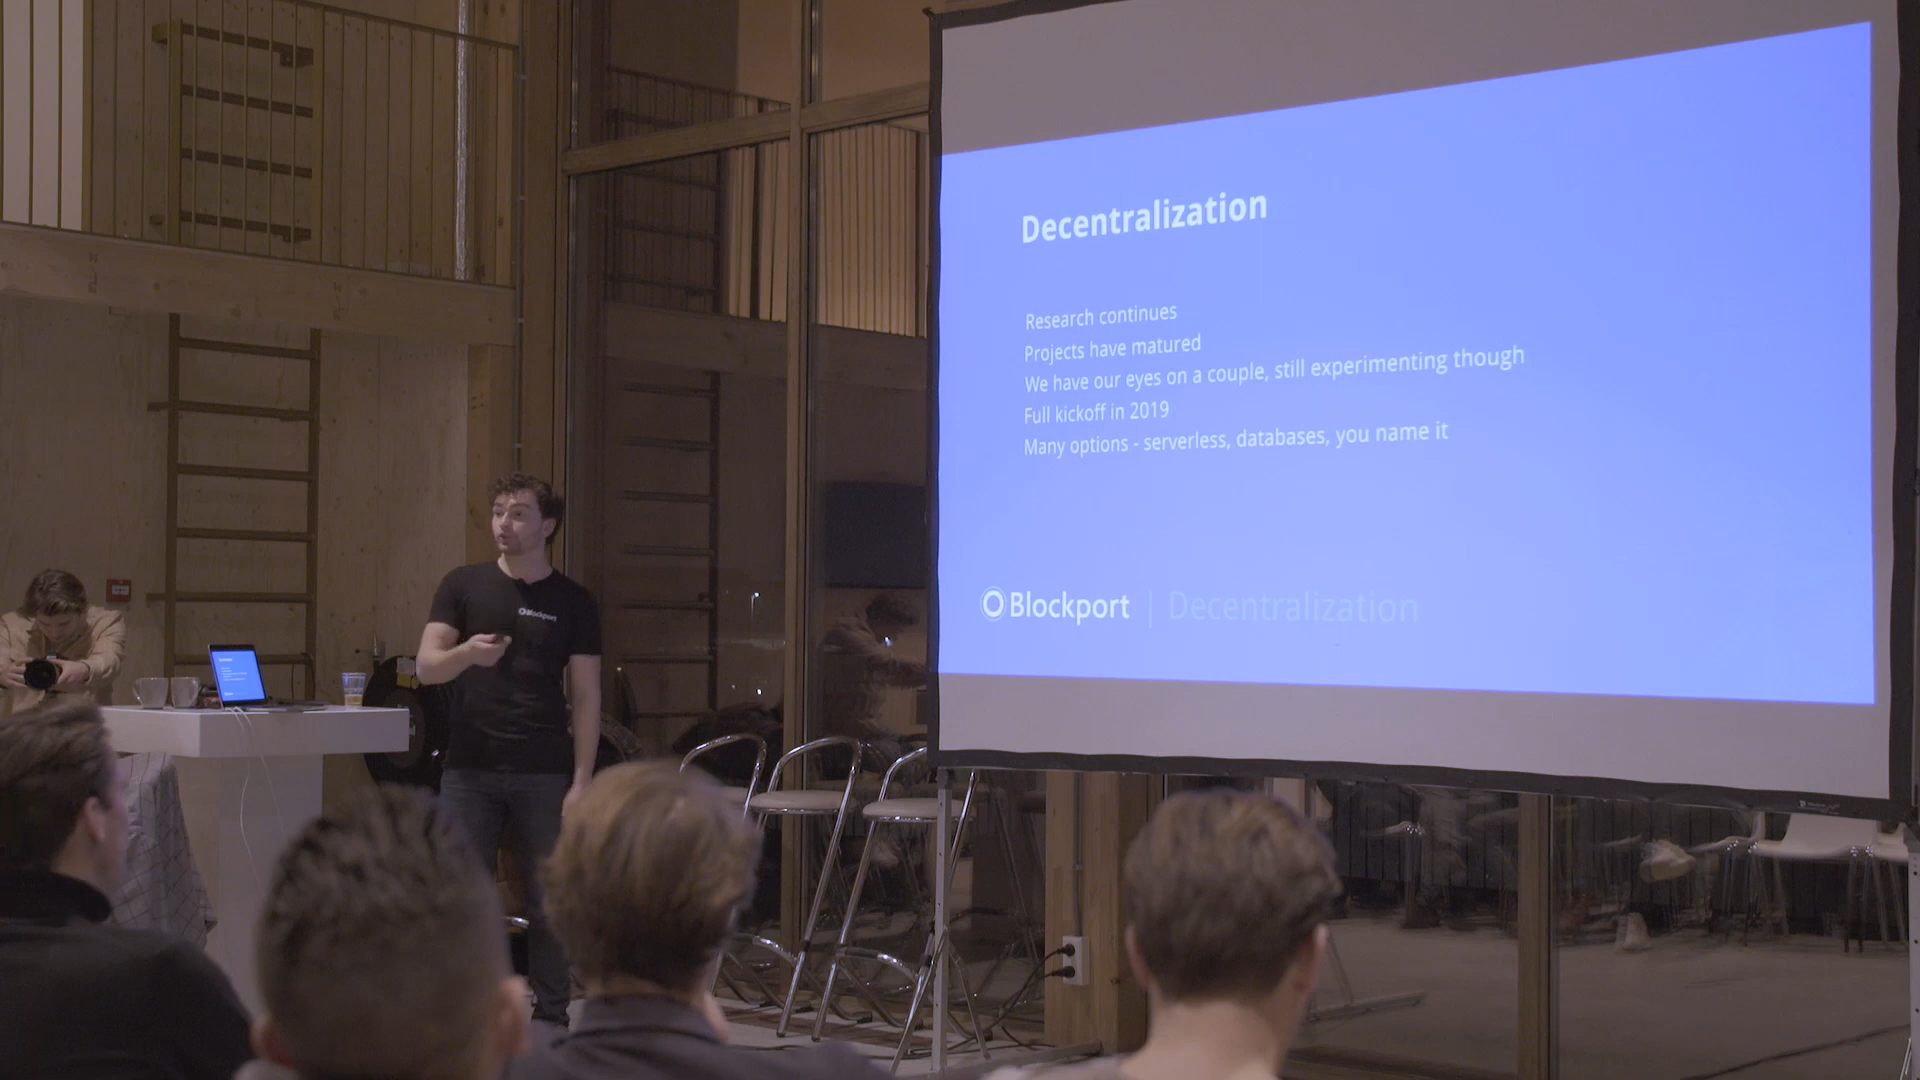 Decentralization
Research continues
Projects have matured
We have our eyes on a couple, still experimenting though
Full kickoff in 2019
Many options - serverless, databases, you name it
Blockport | Decentralization
Blockport